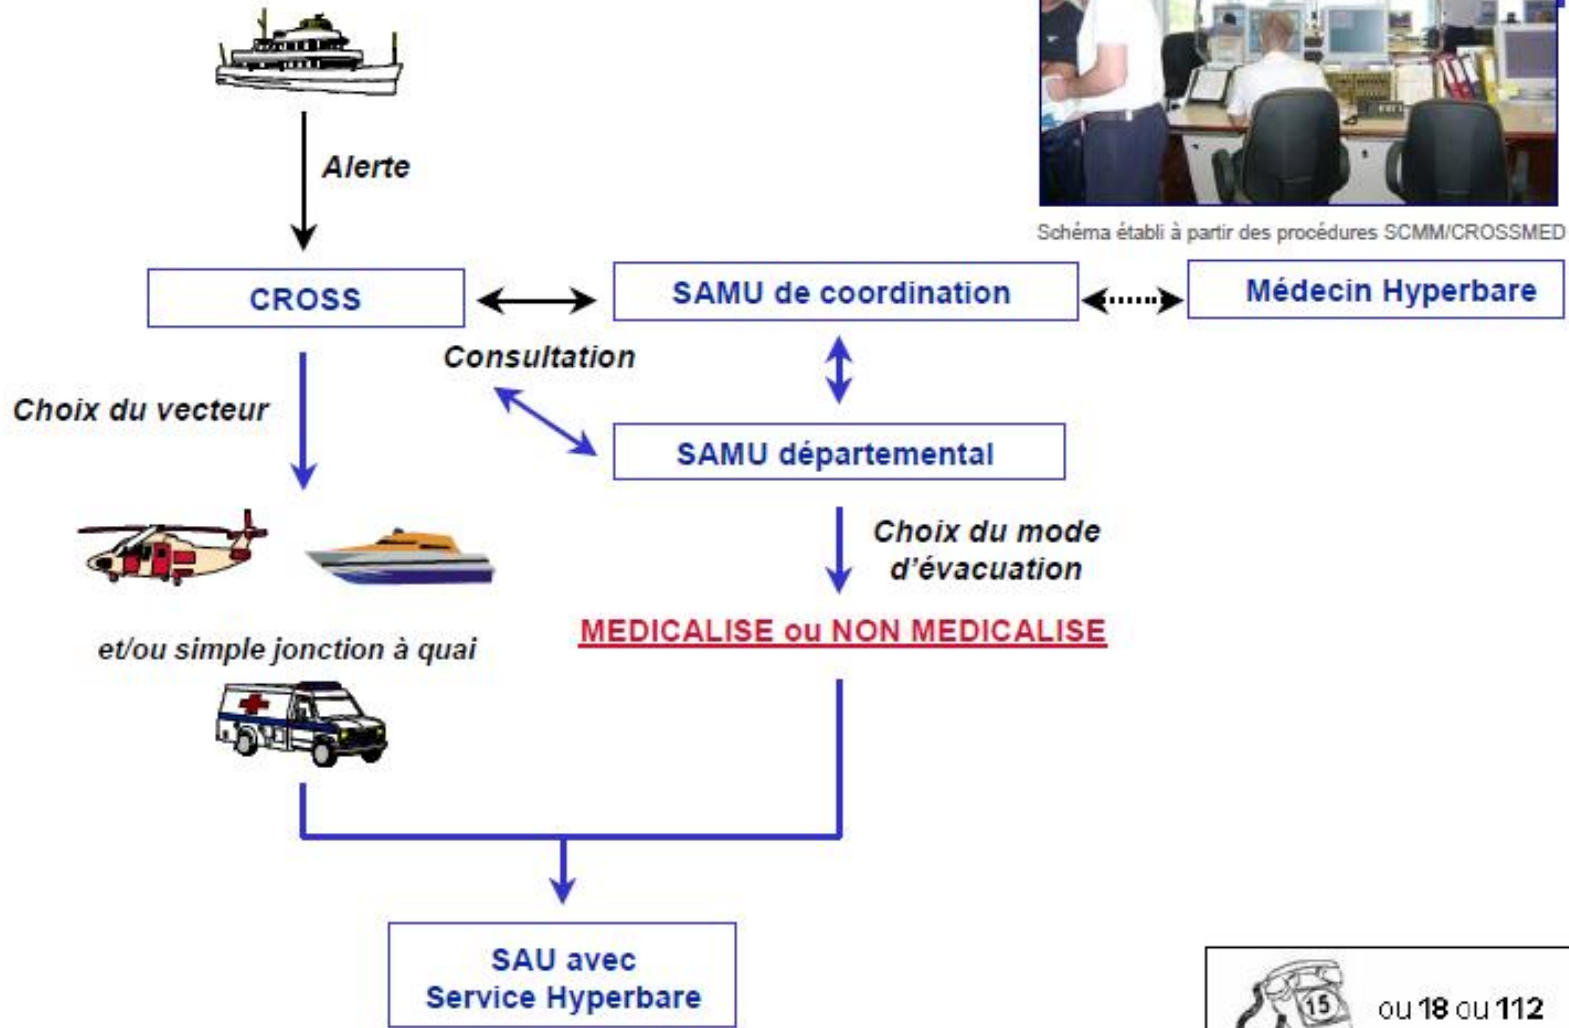 Alerte
Schéma établi à partir des procédures SCMM/CROSSMED
CROSS
SAMU de coordination
Médecin Hyperbare
Consultation
Choix du vecteur
SAMU départemental
Choix du mode
d'évacuation
et/ou simple jonction à quai
MEDICALISE ou NON MEDICALISE
SAU avec
Service Hyperbare
15
ou 18 ou 112